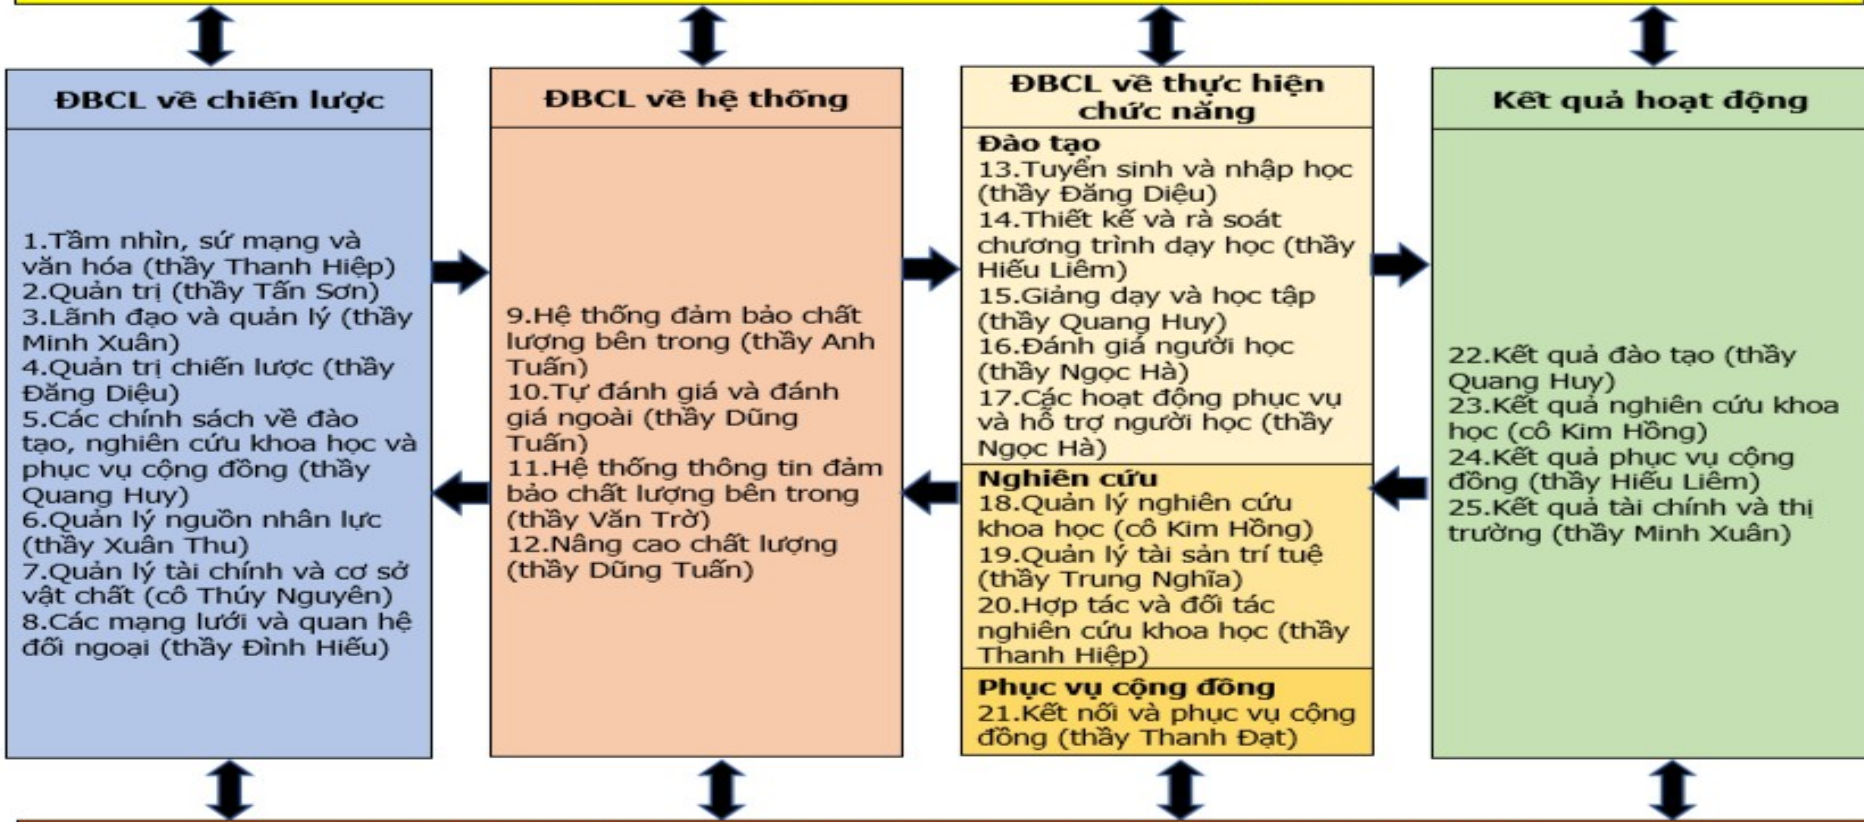 ĐBCL về chiến lược
1.Tầm nhìn, sứ mạng và
văn hóa (thầy Thanh Hiệp)
2.Quản trị (thầy Tấn Sơn)
3.Lãnh đạo và quản lý (thầy
Minh Xuân)
4.Quản trị chiến lược (thầy
Đăng Diệu)
5.Các chính sách về đào
tạo, nghiên cứu khoa học và
phục vụ cộng đồng (thầy
Quang Huy)
6.Quản lý nguồn nhân lực
(thầy Xuân Thu)
7.Quản lý tài chính và cơ sở
vật chất (cô Thúy Nguyên)
8.Các mạng lưới và quan hệ
đối ngoại (thầy Đình Hiếu)
ĐBCL về hệ thống
9.Hệ thống đảm bảo chất
lượng bên trong (thầy Anh
Tuấn)
10.Tự đánh giá và đánh
giá ngoài (thầy Dũng
Tuấn)
11.Hệ thống thông tin đảm
bảo chất lượng bên trong
(thầy Văn Trờ)
12.Nâng cao chất lượng
(thầy Dũng Tuấn)
ĐBCL về thực hiện
chức năng
Đào tạo
13.Tuyển sinh và nhập học
(thầy Đăng Diệu)
14.Thiết kế và rà soát
chương trình dạy học (thầy
Hiếu Liêm)
15.Giảng dạy và học tập
(thầy Quang Huy)
16.Đánh giá người học
(thầy Ngọc Hà)
17.Các hoạt động phục vụ
và hỗ trợ người học (thầy
Ngọc Hà)
Nghiên cứu
18.Quản lý nghiên cứu
khoa học (cô Kim Hồng)
19.Quản lý tài sản trí tuệ
(thầy Trung Nghĩa)
20.Hợp tác và đối tác
nghiên cứu khoa học (thầy
Thanh Hiệp)
Phục vụ cộng đồng
21.Kết nối và phục vụ cộng
đồng (thầy Thanh Đạt)
Kết quả hoạt động
22.Kết quả đào tạo (thầy
Quang Huy)
23.Kết quả nghiên cứu khoa
học (cô Kim Hồng)
24.Kết quả phục vụ cộng
đồng (thầy Hiếu Liêm)
25.Kết quả tài chính và thị
trường (thầy Minh Xuân)